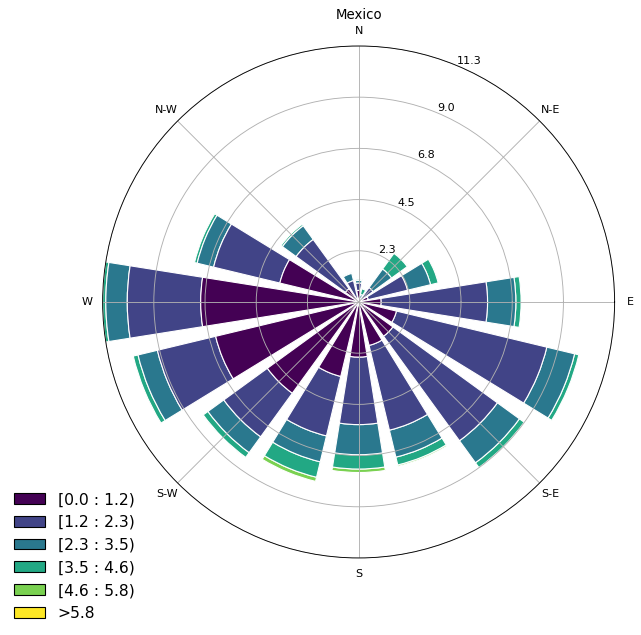 Mexico
N
11.3
N-W
N-E
9.0
6.8
4.5
2.3
W
E
S-W
S-E
S
[0.0 : 1.2)
[1.2 : 2.3)
[2.3 : 3.5)
[3.5 : 4.6)
[4.6 : 5.8)
>5.8